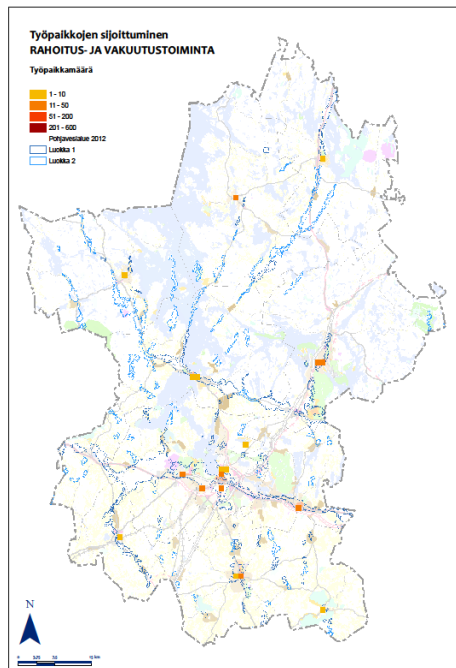 Työpaikkojen sijoittuminen
RAHOITUS- JA VAKUUTUSTOIMINTA
Työpaikkamäärä
1 - 10
11 - 50
51 - 200
201 - 600
Pohjavesialue 2012
Luokka 1
Luokka 2
N